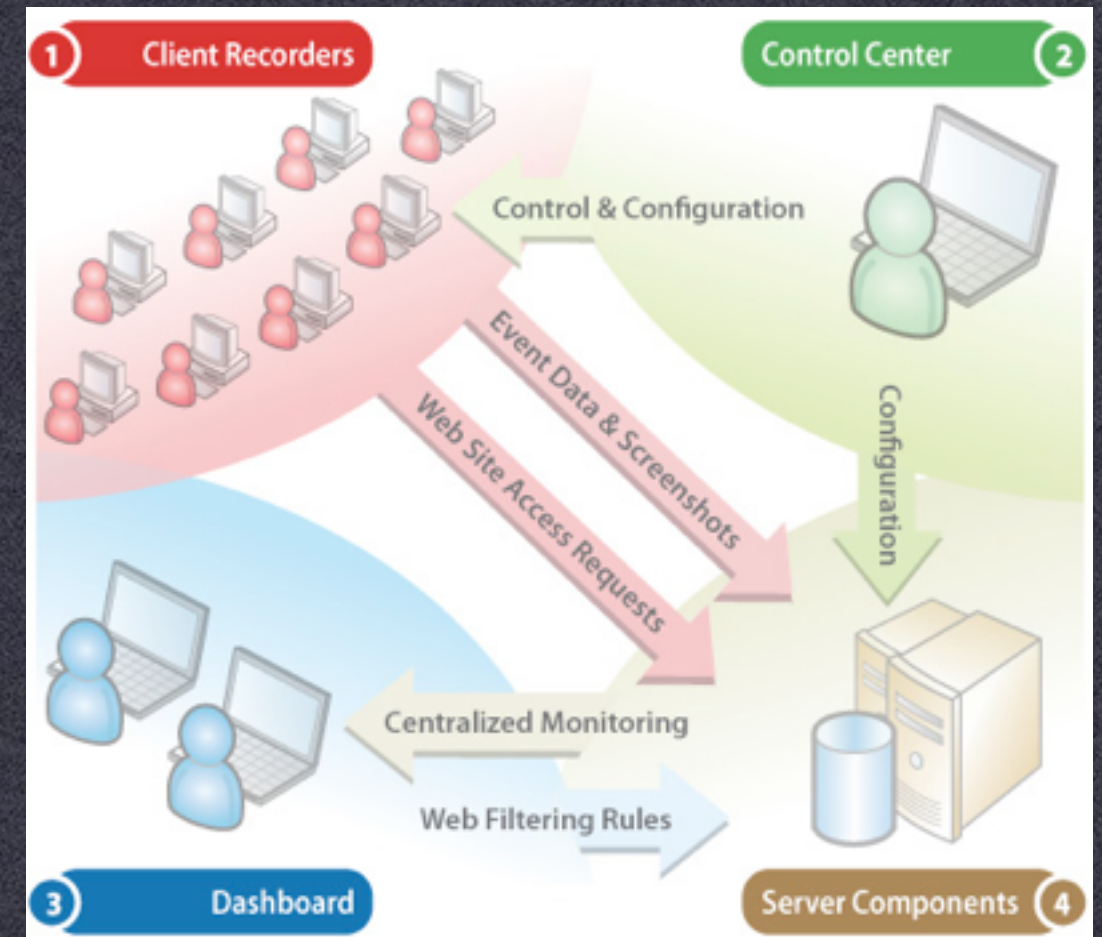 1 Client Recorders
Control Center 2
Control & Configuration
Event Data & Screenshots
Web Site Access Requests
Configuration
Centralized Monitoring
Web Filtering Rules
3 Dashboard
Server Components 4